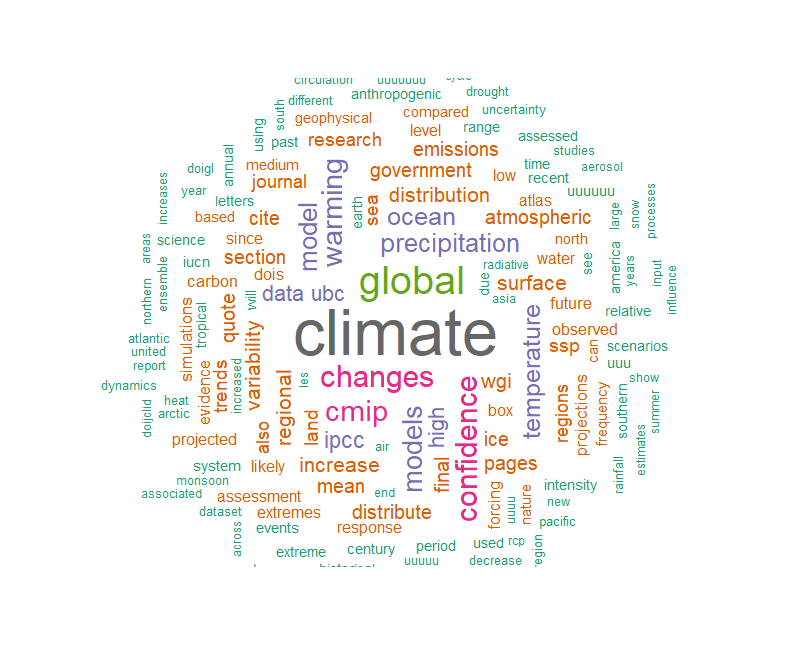 circulation uuuuuuu cycle
different anthropogenic drought
geophysical compared uncertainty
south
using past research level range assessed
emissions studies
annual doigl medium journal warming government low time aerosol
recent
increases year letters model earth sea distribution atlas uuuuuu large snow processes
based cite ocean atmospheric
areas science since precipitation north see america years input influence
ensemble iucn section radiative water
northern carbon dois global due surface
will data ubc asia future
simulations tropical quote climate temperature relative
atlantic variability observed
united ssp can scenarios
report evidence trends increased les changes uuu
dynamics regional confidence wgi regions projections frequency southern show summer
doijclid heat land cmip models high box
arctic
projected also ipcc air ice rainfall estimates
system likely increase final pages
monsoon mean end forcing uuuu nature intensity
associated assessment new
dataset extremes distribute
across events response pacific
extreme century period used rcp region
uuuuu decrease